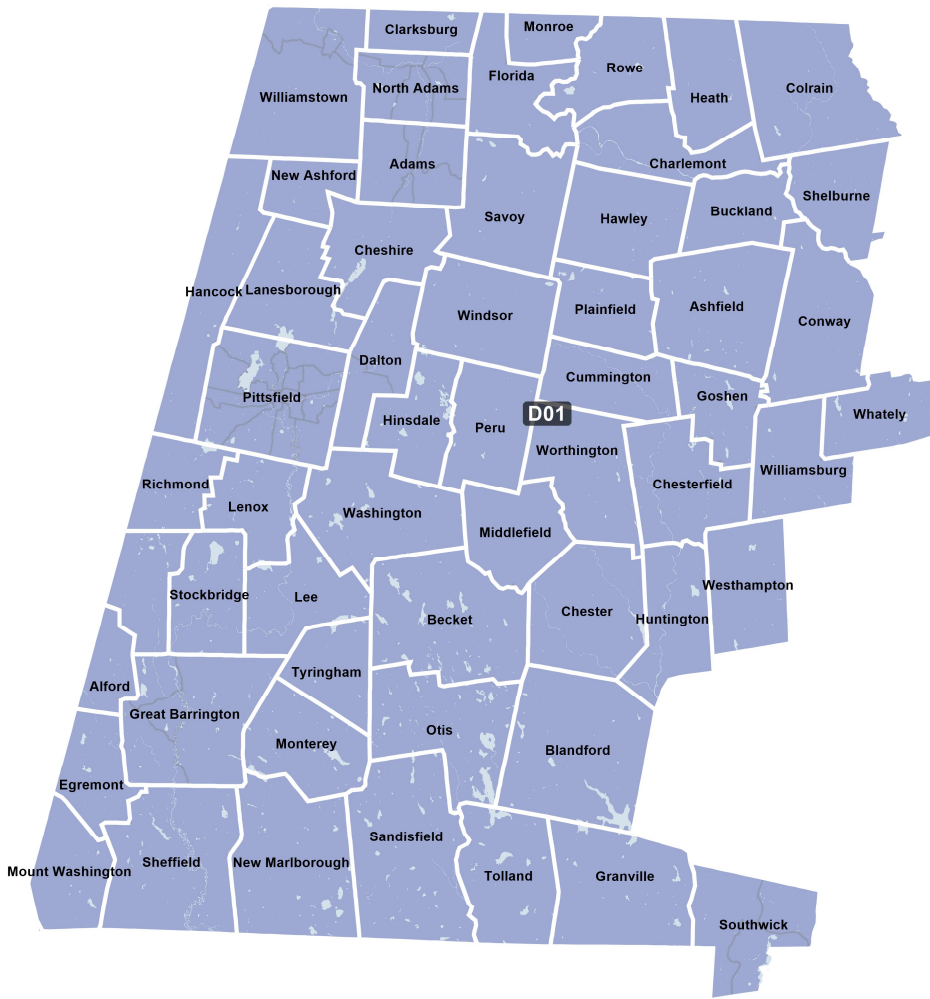 Clarksburg
Monroe
Florida
Rowe
Heath
Colrain
Williamstown
North Adams
Adams
New Ashford
Charlemont
Shelburne
Savoy
Hawley
Buckland
Cheshire
Hancock
Lanesborough
Windsor
Plainfield
Ashfield
Conway
Dalton
Pittsfield
Cummington
Goshen
D01
Hinsdale
Peru
Whately
Worthington
Williamsburg
Chesterfield
Richmond
Lenox
Washington
Middlefield
Stockbridge
Lee
Becket
Chester
Huntington
Westhampton
Tyringham
Alford
Great Barrington
Monterey
Otis
Blandford
Egremont
Sandisfield
Mount Washington
Sheffield
New Marlborough
Tolland
Granville
Southwick